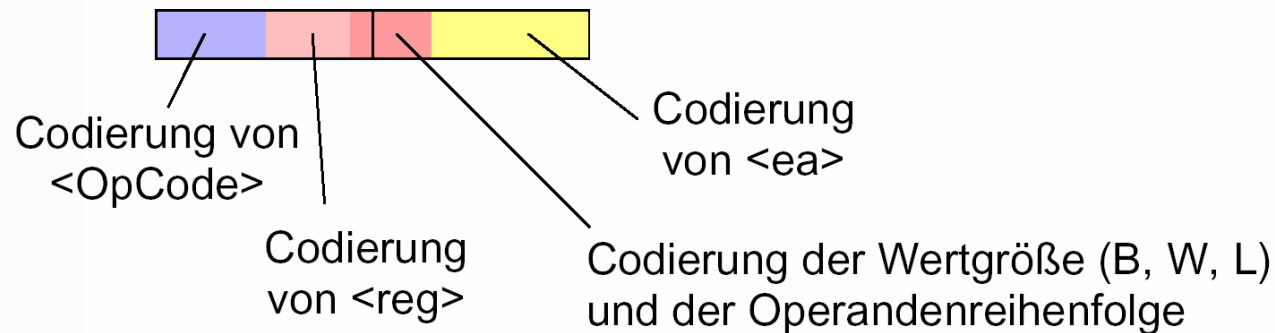 Codierung von
<OpCode>
Codierung
von <reg>
Codierung
von <ea>
Codierung der Wertgröße (B, W, L)
und der Operandenreihenfolge